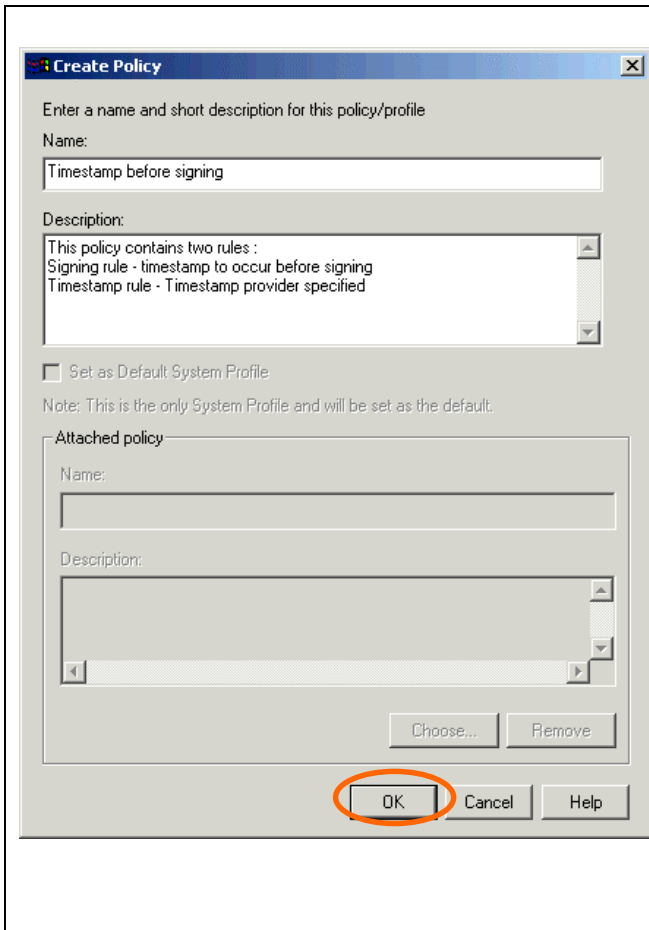 Create Policy
Enter a name and short description for this policy/profile
Name:
Timestamp before signing
Description:
This policy contains two rules :
Signing rule - timestamp to occur before signing
Timestamp rule - Timestamp provider specified
Set as Default System Profile
Note: This is the only System Profile and will be set as the default.
Attached policy
Name:
Description:
Choose... Remove
OK Cancel Help